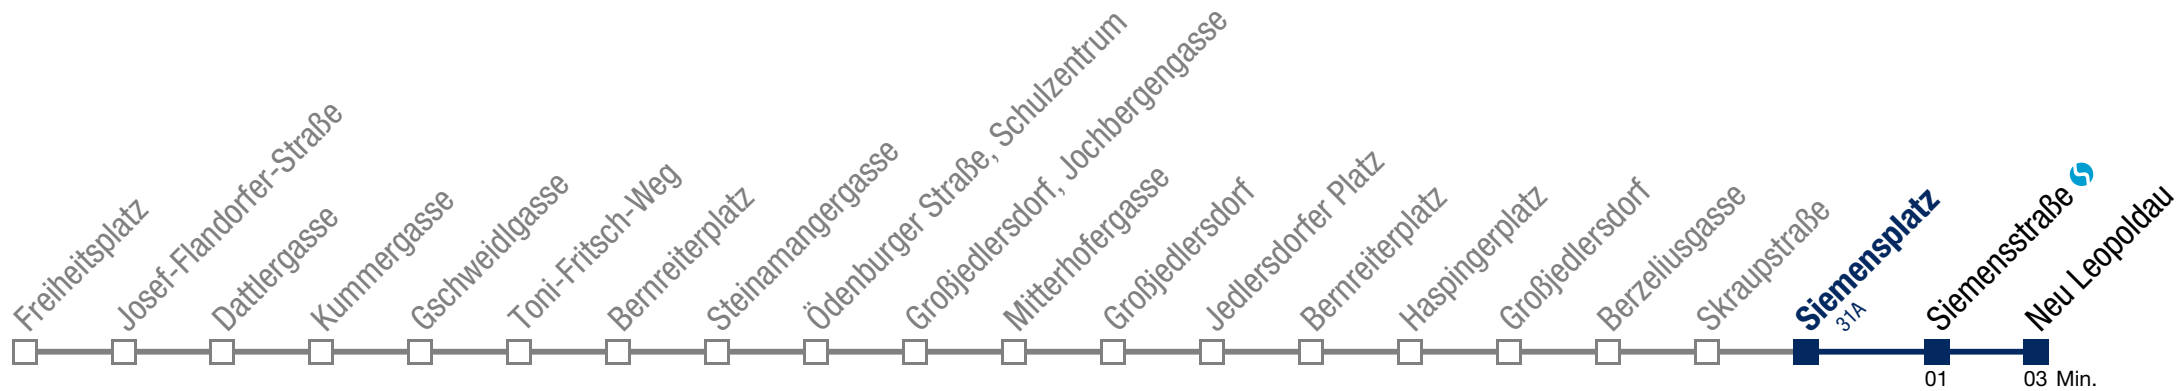 Freiheitsplatz
Josef-Flandorfer-Straße
Dattlergasse
Kummergasse
Gschweidlgasse
Toni-Fritsch-Weg
Bernreiterplatz
Steinamangergasse
Ödenburger Straße, Schulzentrum
Großjedlersdorf, Jochbergengasse
Mitterhofergasse
Großjedlersdorf
Jedlersdorfer Platz
Bernreiterplatz
Haspingerplatz
Großjedlersdorf
Berzeliusgasse
Skraupstraße
Siemensplatz
31A
Siemensstraße
Neu Leopoldau
01 03 Min.